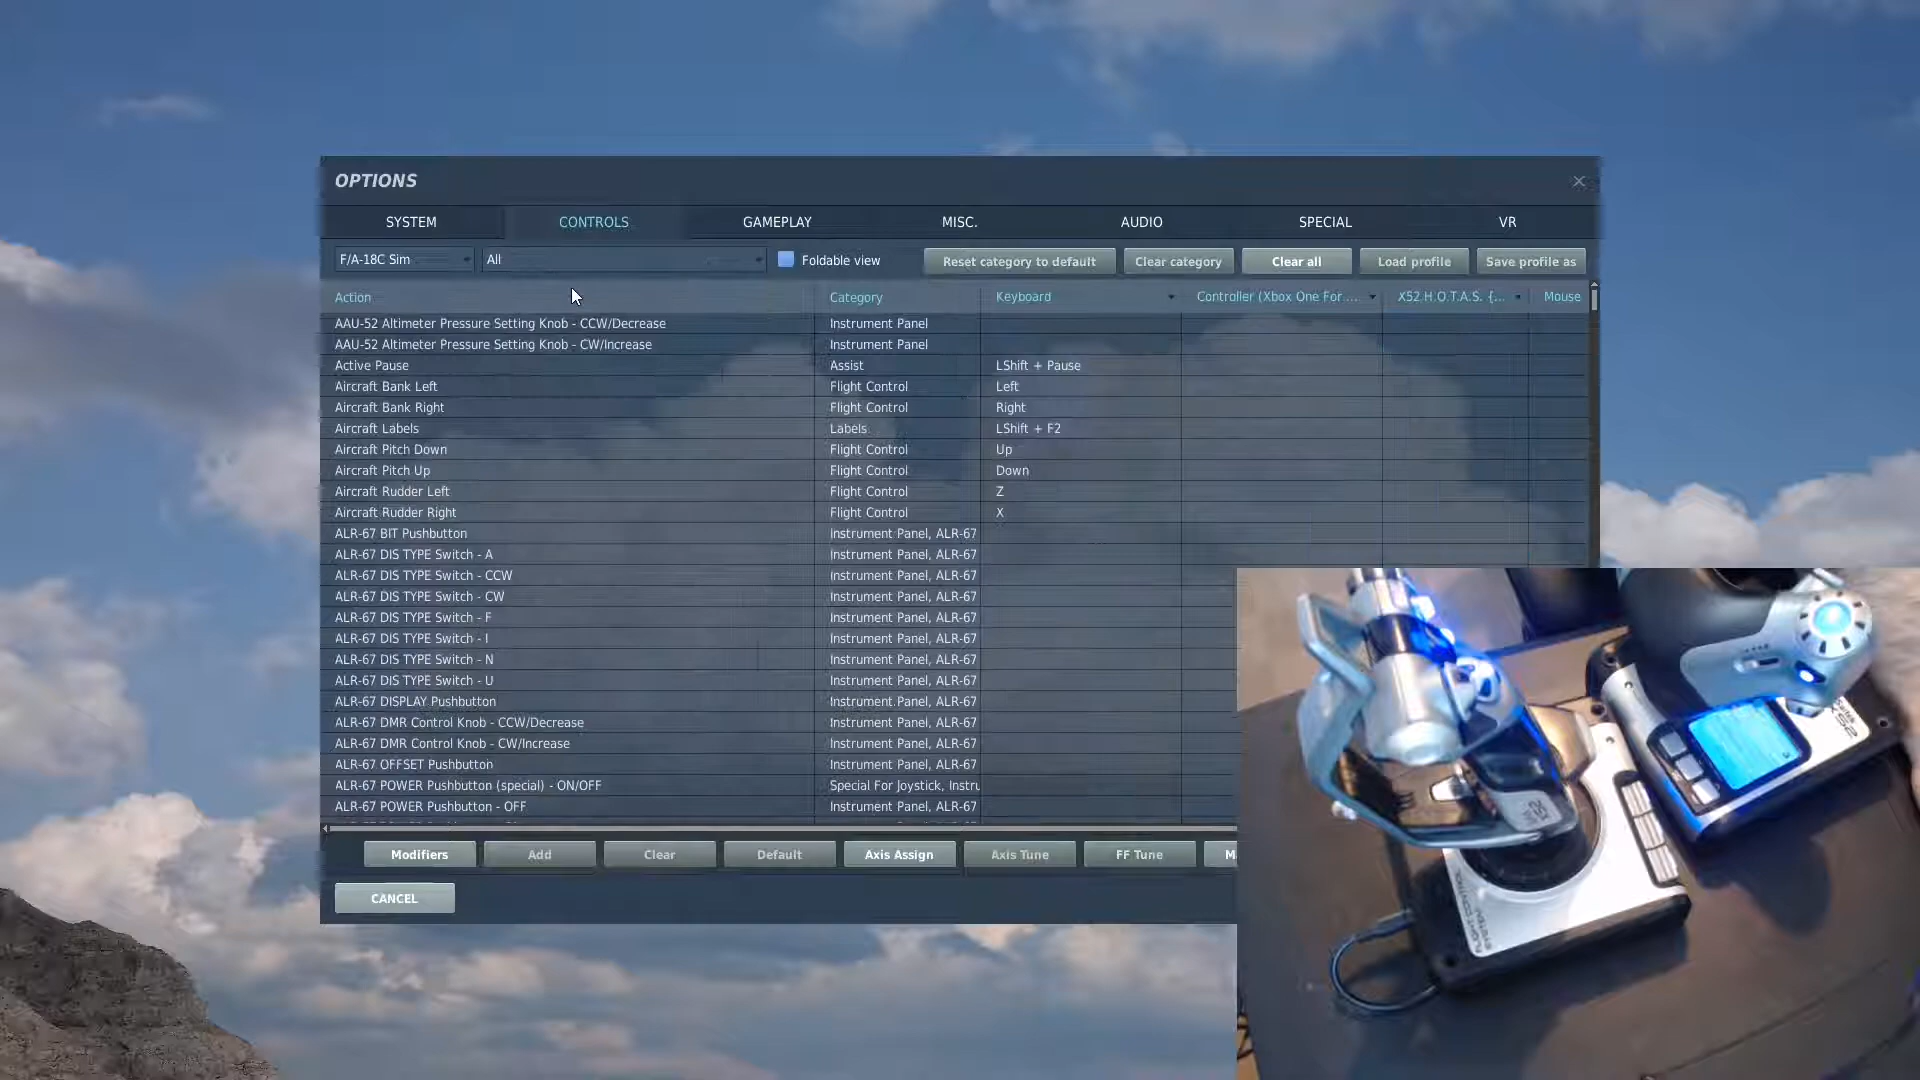 OPTIONS
SYSTEM CONTROLS GAMEPLAY MISC. AUDIO SPECIAL VR
F/A-18C Sim All Foldable view Reset category to default Clear category Clear all Load profile Save profile as
Action Category Keyboard Controller (Xbox One For ... X52 H.O.T.A.S. {... Mouse
AAU-52 Altimeter Pressure Setting Knob - CCW/Decrease Instrument Panel
AAU-52 Altimeter Pressure Setting Knob - CW/Increase Instrument Panel
Active Pause Assist LShift + Pause
Aircraft Bank Left Flight Control Left
Aircraft Bank Right Flight Control Right
Aircraft Labels Labels LShift + F2
Aircraft Pitch Down Flight Control Up
Aircraft Pitch Up Flight Control Down
Aircraft Rudder Left Flight Control Z
Aircraft Rudder Right Flight Control X
ALR-67 BIT Pushbutton Instrument Panel, ALR-67
ALR-67 DIS TYPE Switch - A Instrument Panel, ALR-67
ALR-67 DIS TYPE Switch - CCW Instrument Panel, ALR-67
ALR-67 DIS TYPE Switch - CW Instrument Panel, ALR-67
ALR-67 DIS TYPE Switch - F Instrument Panel, ALR-67
ALR-67 DIS TYPE Switch - I Instrument Panel, ALR-67
ALR-67 DIS TYPE Switch - N Instrument Panel, ALR-67
ALR-67 DIS TYPE Switch - U Instrument Panel, ALR-67
ALR-67 DISPLAY Pushbutton Instrument Panel, ALR-67
ALR-67 DMR Control Knob - CCW/Decrease Instrument Panel, ALR-67
ALR-67 DMR Control Knob - CW/Increase Instrument Panel, ALR-67
ALR-67 OFFSET Pushbutton Instrument Panel, ALR-67
ALR-67 POWER Pushbutton (special) - ON/OFF Special For Joystick, Instru
ALR-67 POWER Pushbutton - OFF Instrument Panel, ALR-67
Modifiers Add Clear Default Axis Assign Axis Tune FF Tune
CANCEL
Saitek
X52
FLIGHT CONTROL
SYSTEM